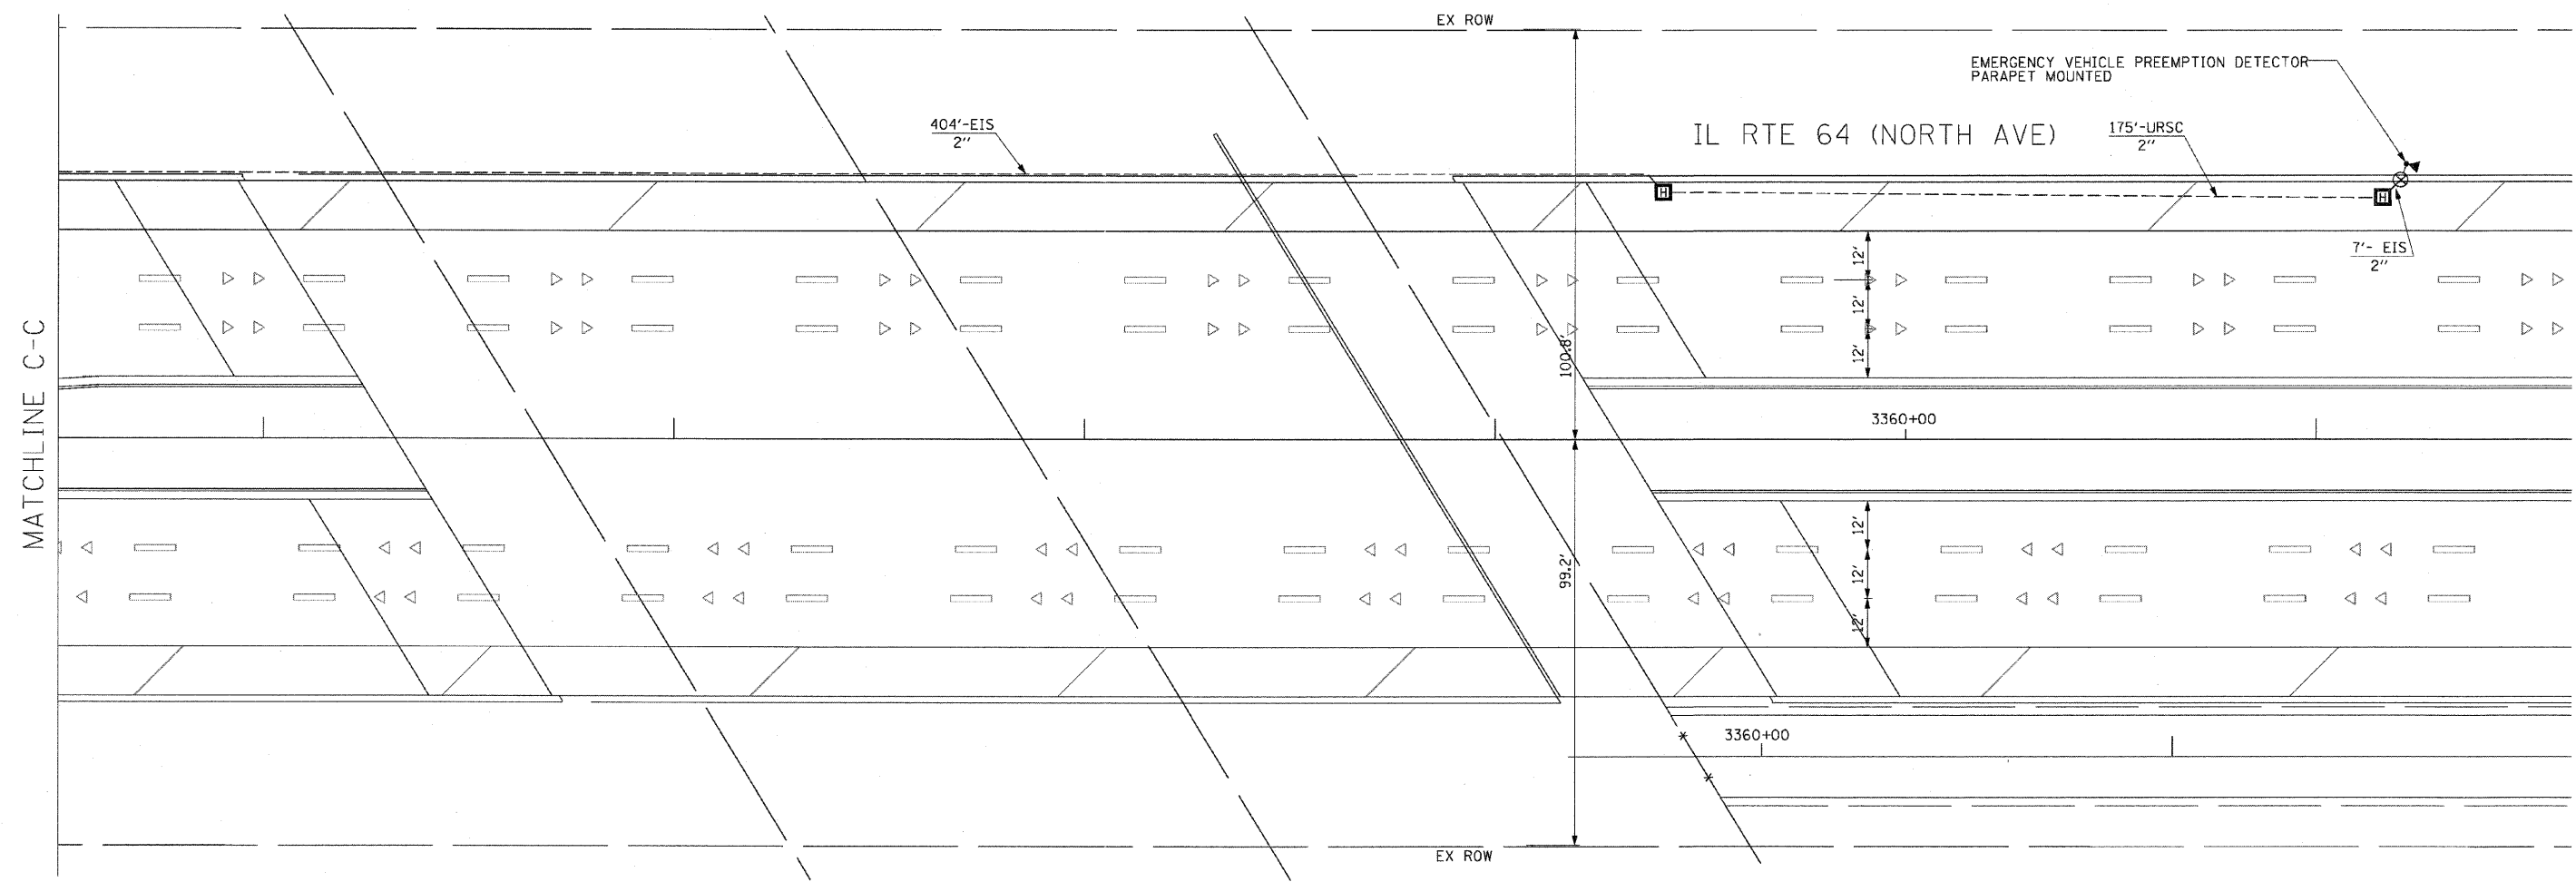 EX ROW
EMERGENCY VEHICLE PREEMPTION DETECTOR
PARAPET MOUNTED
404'-EIS
2"
IL RTE 64 (NORTH AVE)
175'-URSC
2"
H
H
7'- EIS
2"
12'
12'
12'
100.8'
MATCHLINE C-C
3360+00
12'
12'
12'
99.2'
3360+00
EX ROW